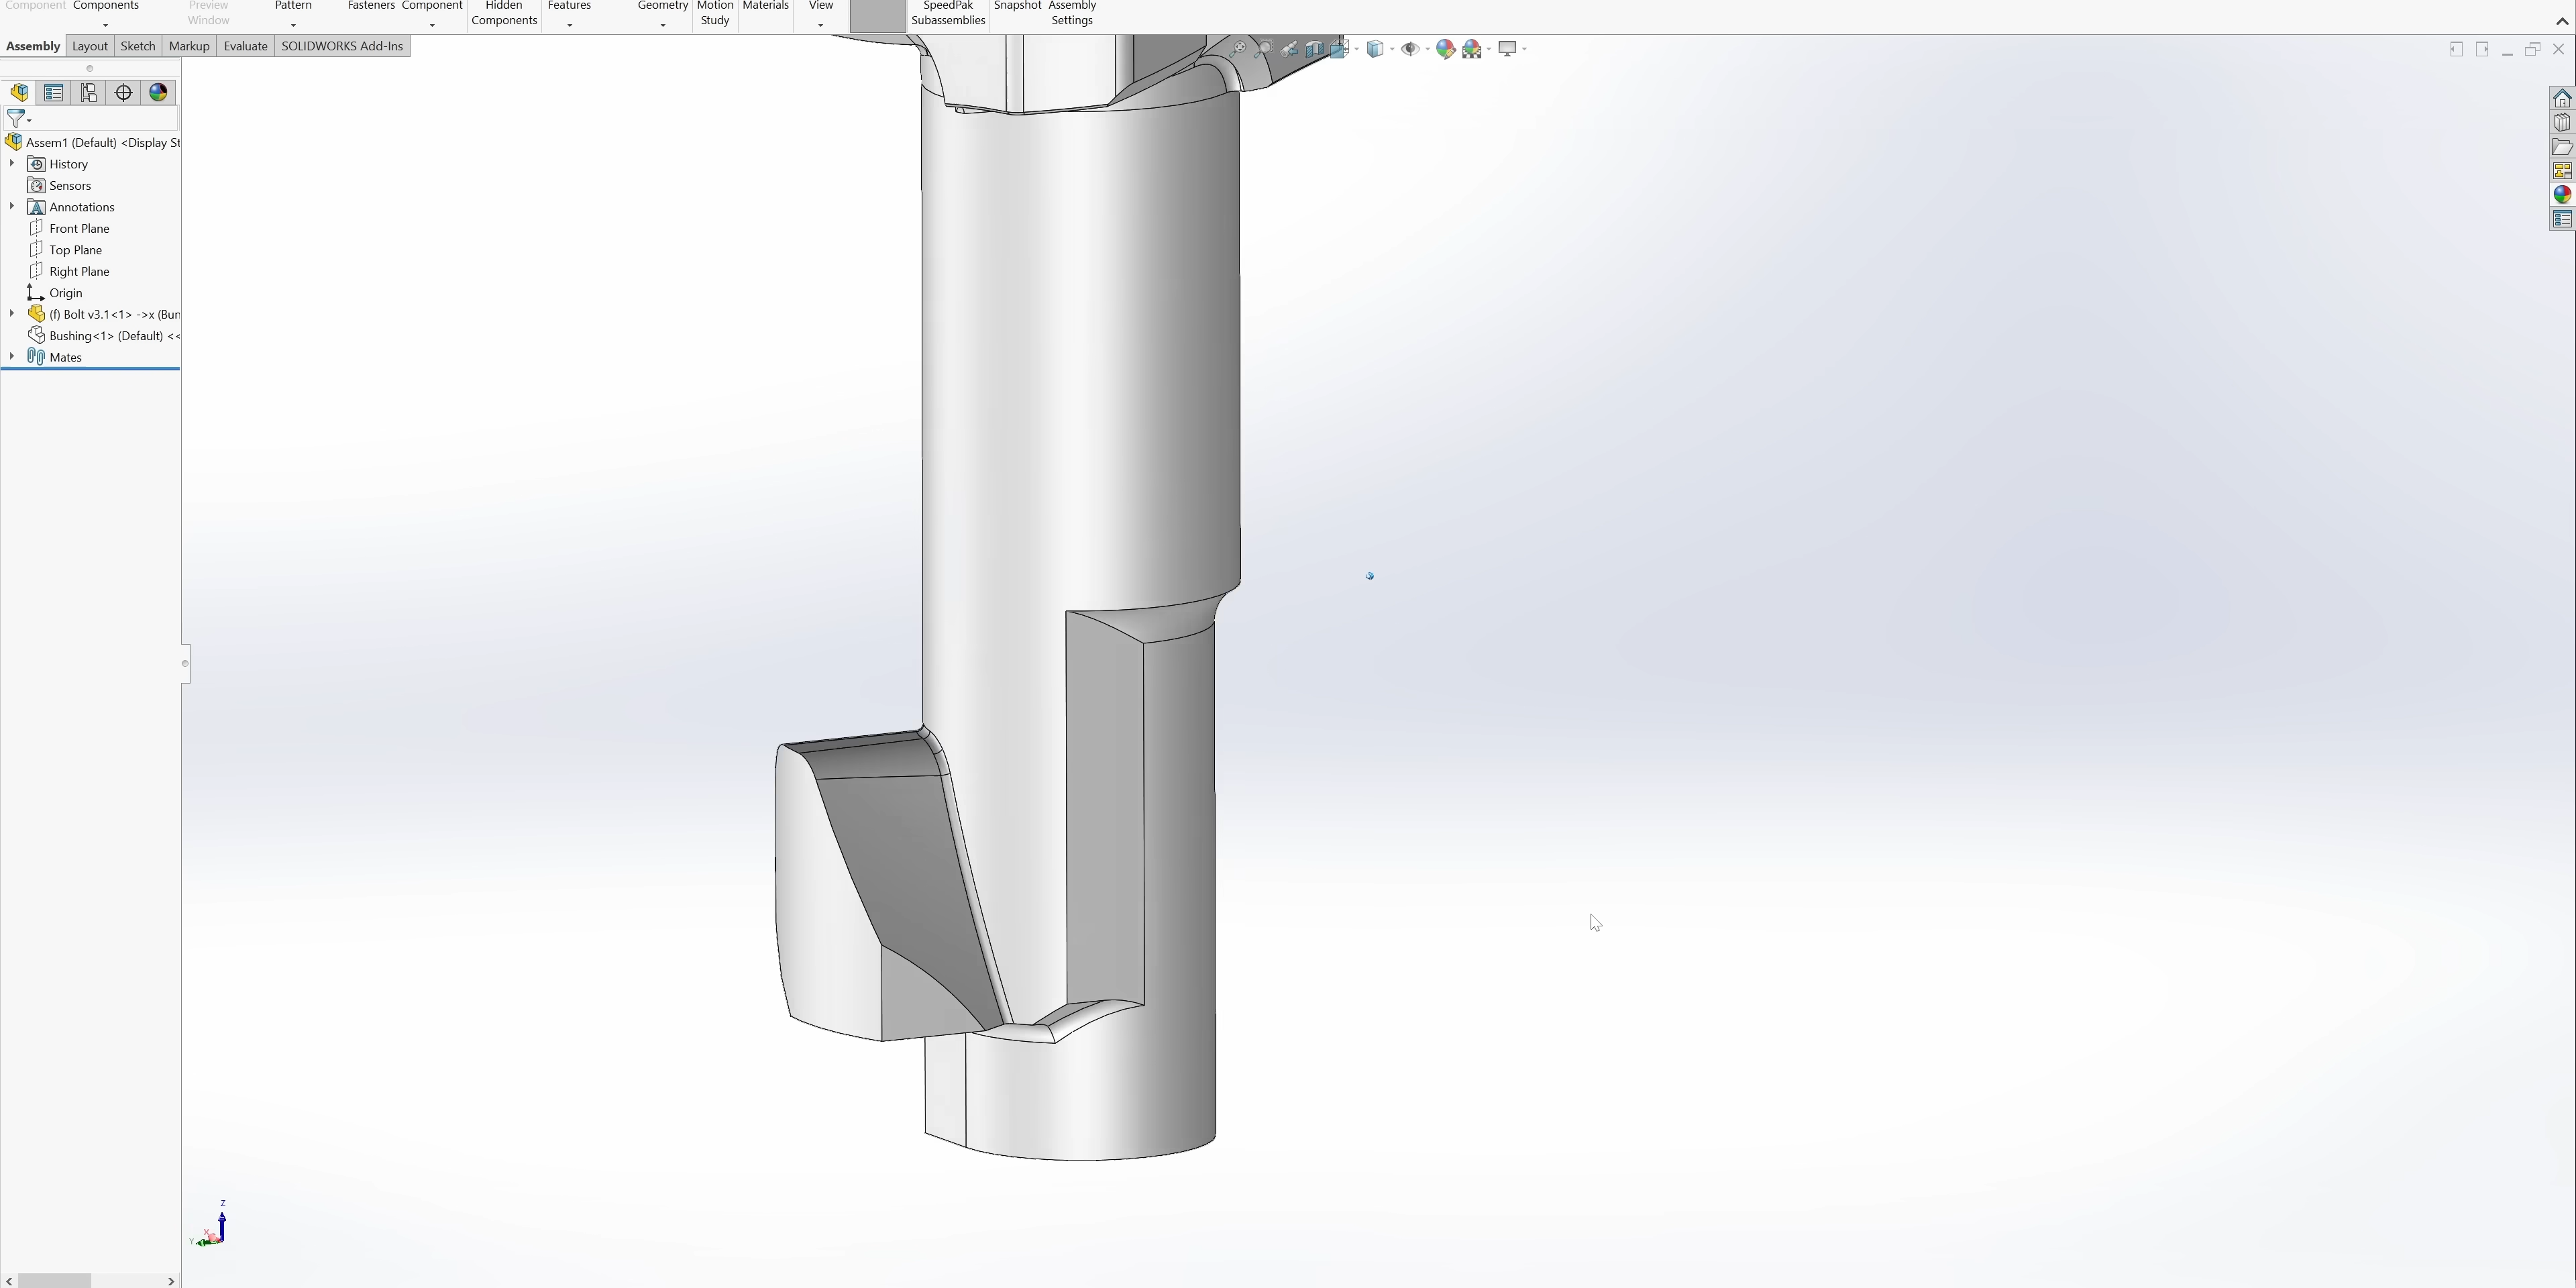 Component Components Preview Pattern Fasteners Component Hidden Features Geometry Motion Materials View SpeedPak Snapshot Assembly
Window Components Study Subassemblies Settings
Assembly Layout Sketch Markup Evaluate SOLIDWORKS Add-Ins
Assem1 (Default) <Display St
History
Sensors
Annotations
Front Plane
Top Plane
Right Plane
Origin
(f) Bolt v3.1<1> ->x (Bun
Bushing<1> (Default) <<
Mates
Z
X
Y